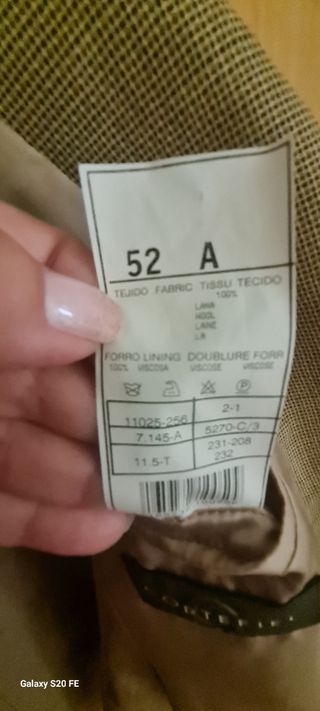 52 A
TEJIDO FABRIC TISSU TECIDO
100%
LANA
WOOL
LAINE
LÃ
FORRO LINING DOUBLURE FORR
100% VISCOSA VISCOSE VISCOSE
11025-256 2-1
7.145-A 5270-C/3
11.5-T 231-208
232
CORTEFIEL
Galaxy S20 FE